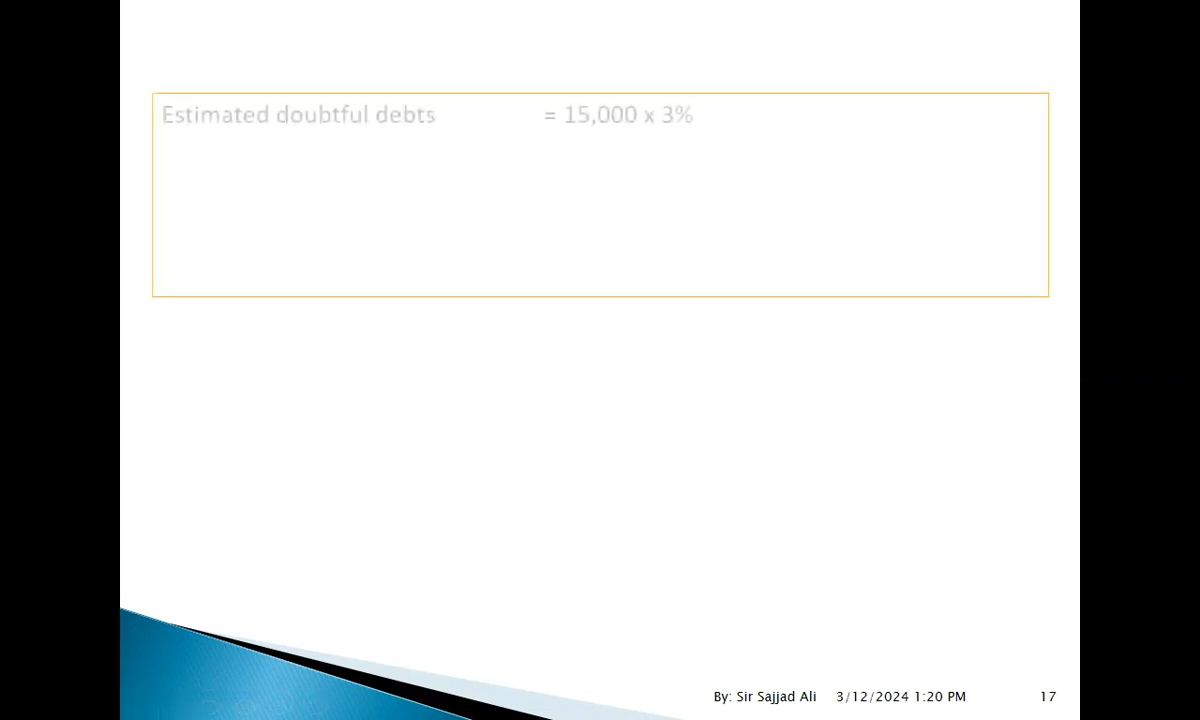 Estimated doubtful debts = 15,000 x 3%
By: Sir Sajjad Ali 3/12/2024 1:20 PM 17